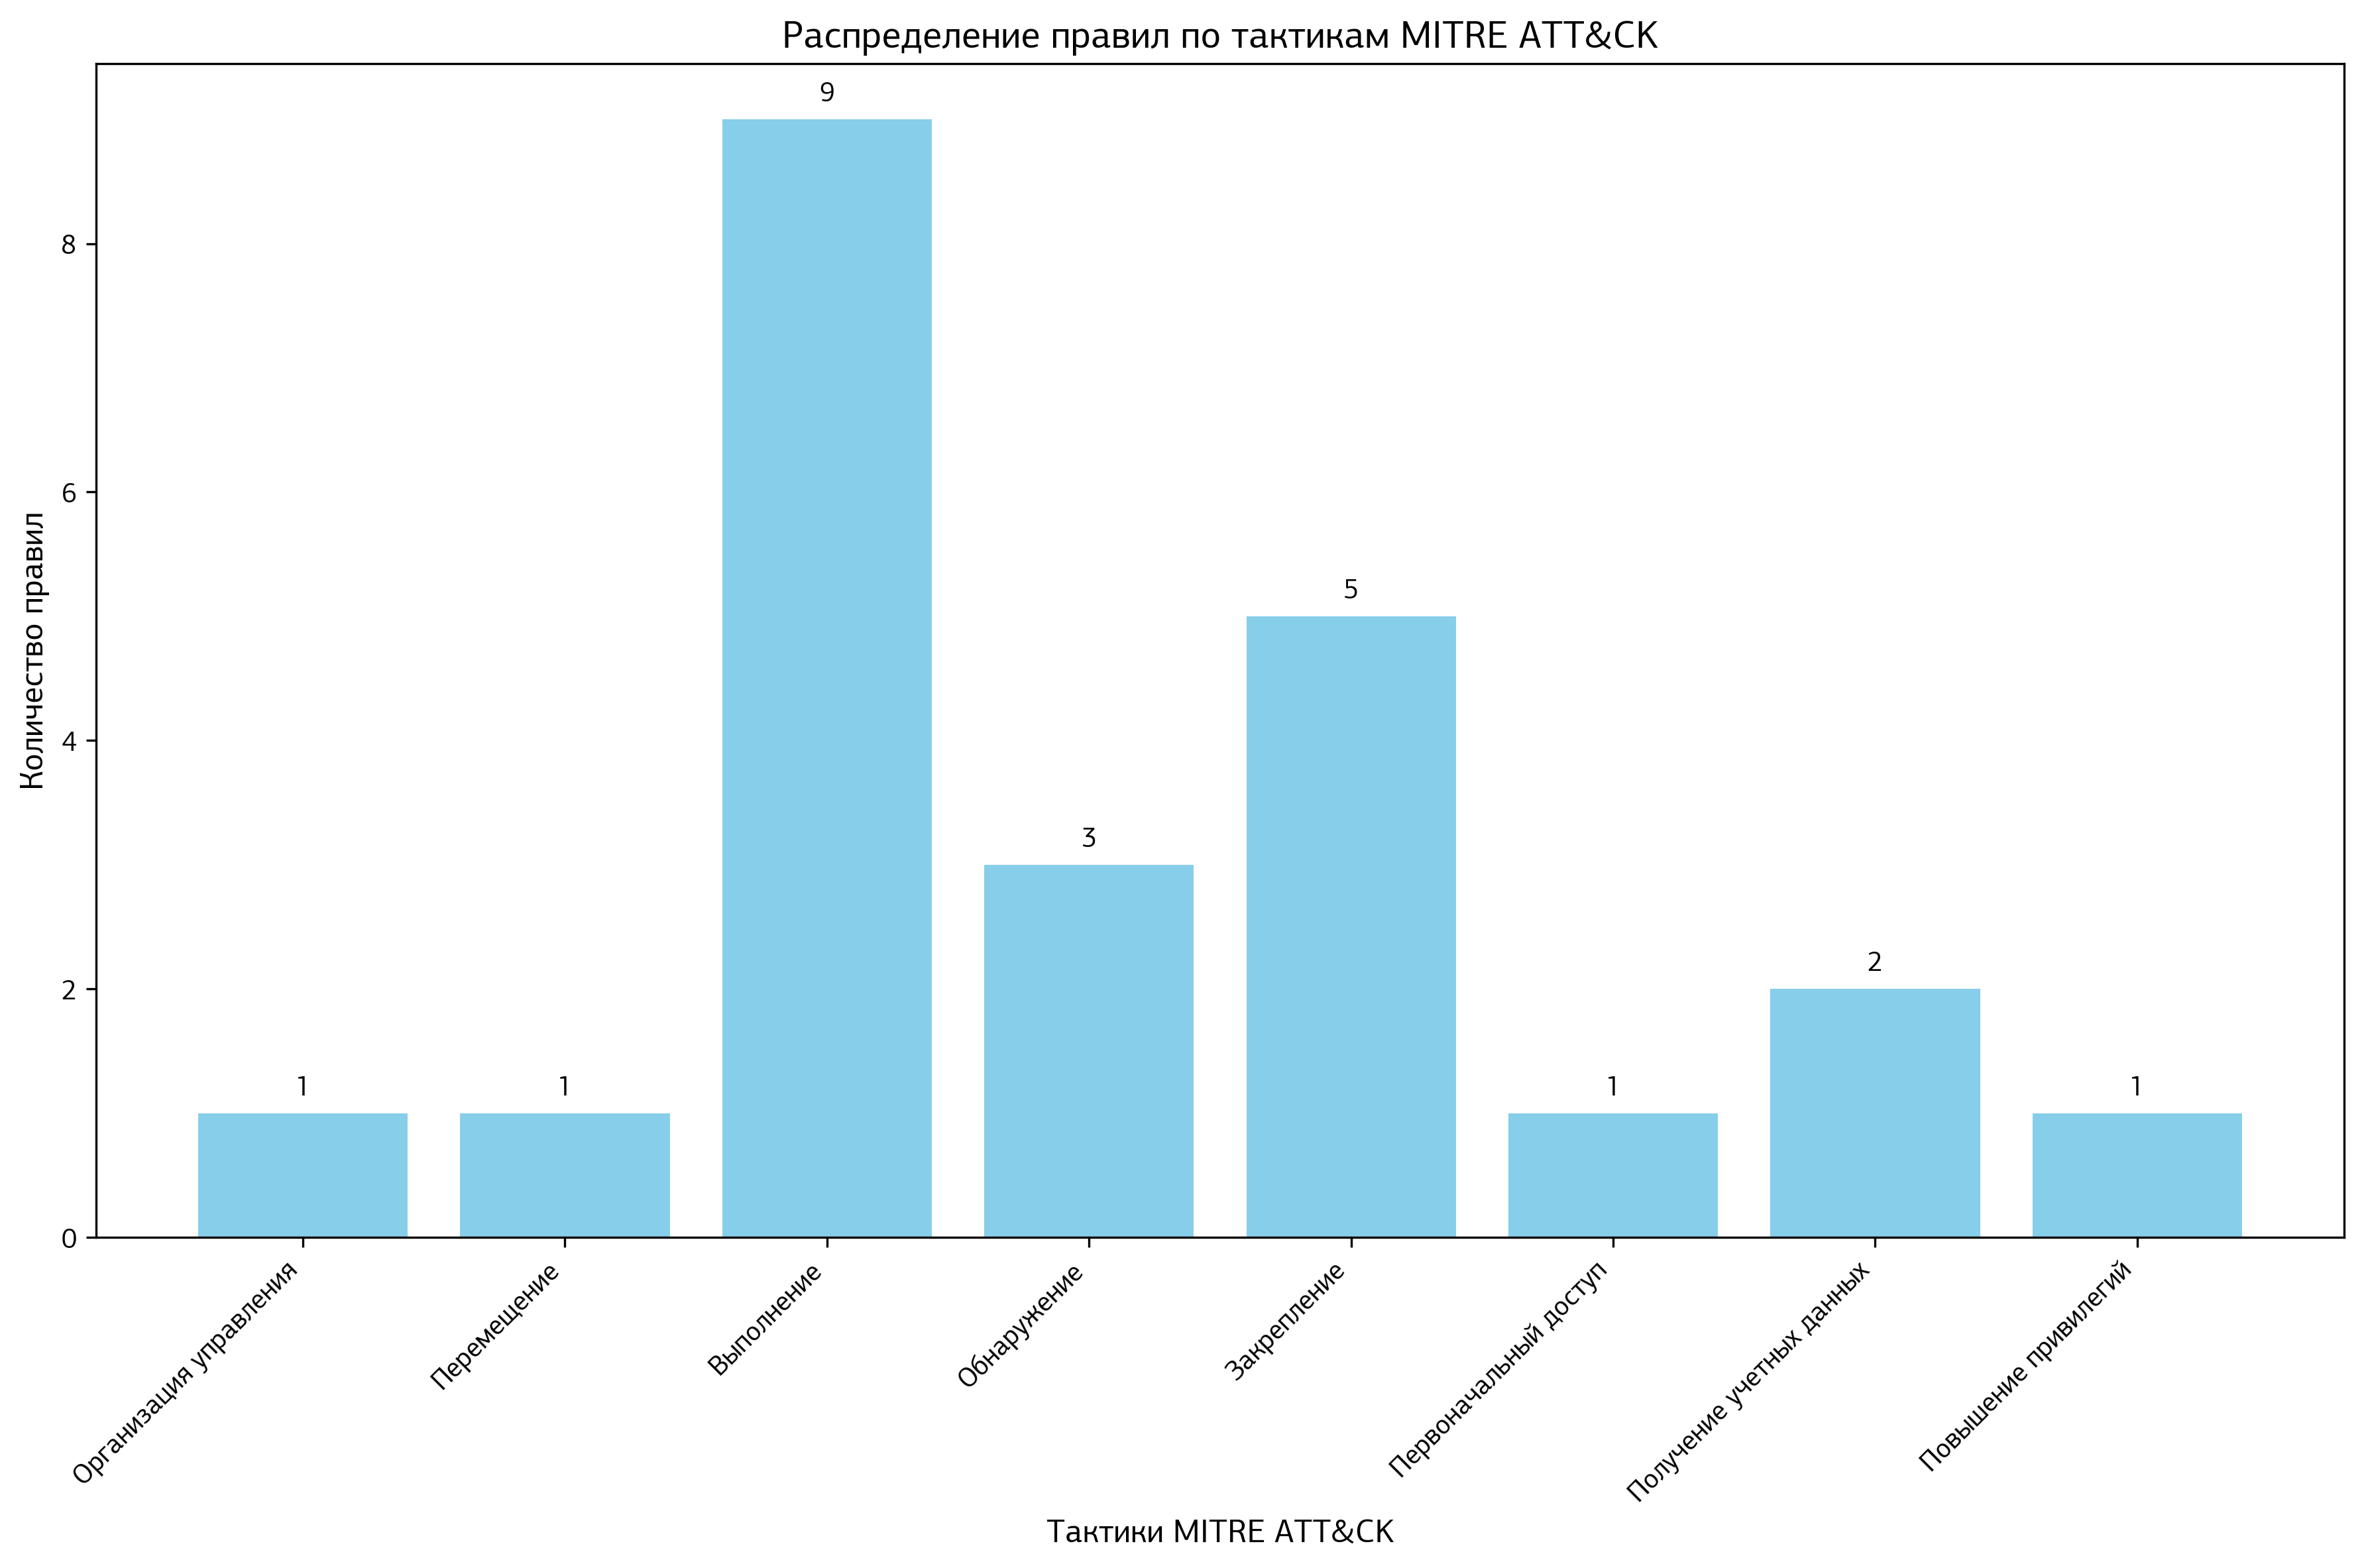 Распределение правил по тактикам MITRE ATT&CK
9
8
6
5
4
3
2
2
1
1
1
1
0
Количество правил
Организация управления
Перемещение
Выполнение
Обнаружение
Закрепление
Первоначальный доступ
Получение учетных данных
Повышение привилегий
Тактики MITRE ATT&CK